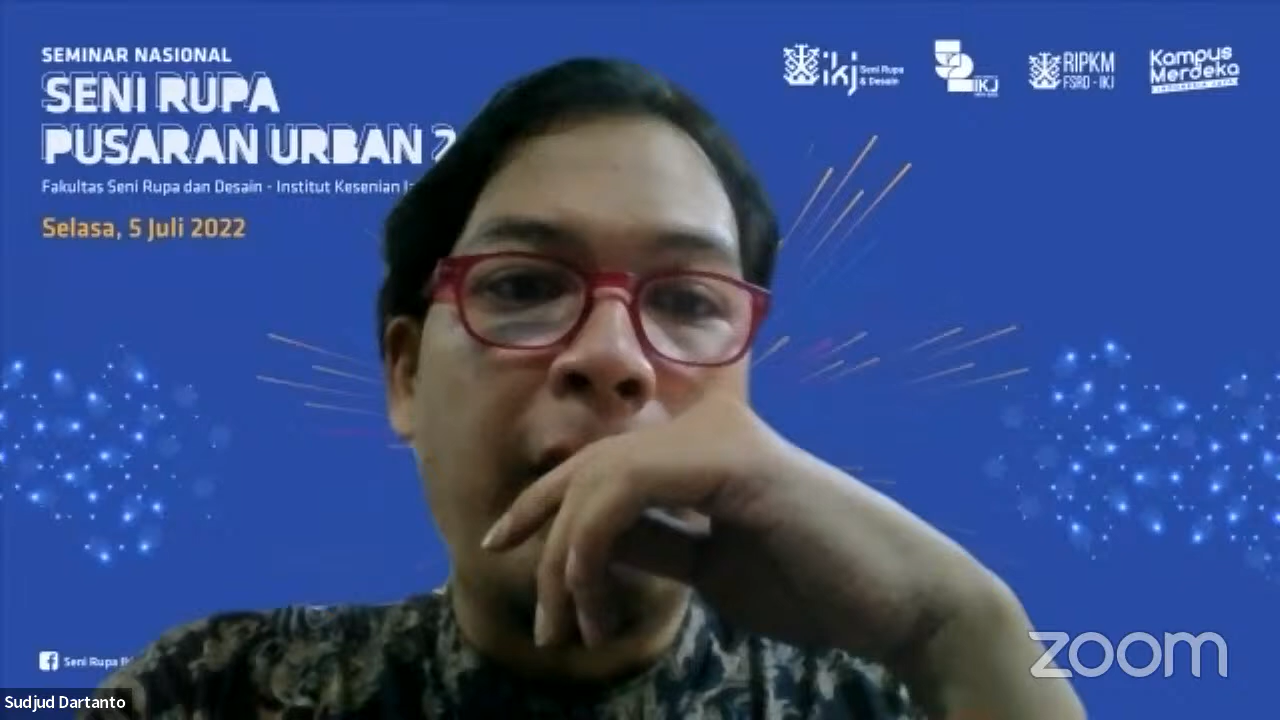 SEMINAR NASIONAL
SENI RUPA
PUSARAN URBAN 2
Fakultas Seni Rupa dan Desain - Institut Kesenian
Selasa, 5 Juli 2022
ikj Seni Rupa
& Desain
IKJ
RIPKM
FSRD - IKJ
Kampus
Merdeka
Seni Rupa
Sudjud Dartanto
zoom